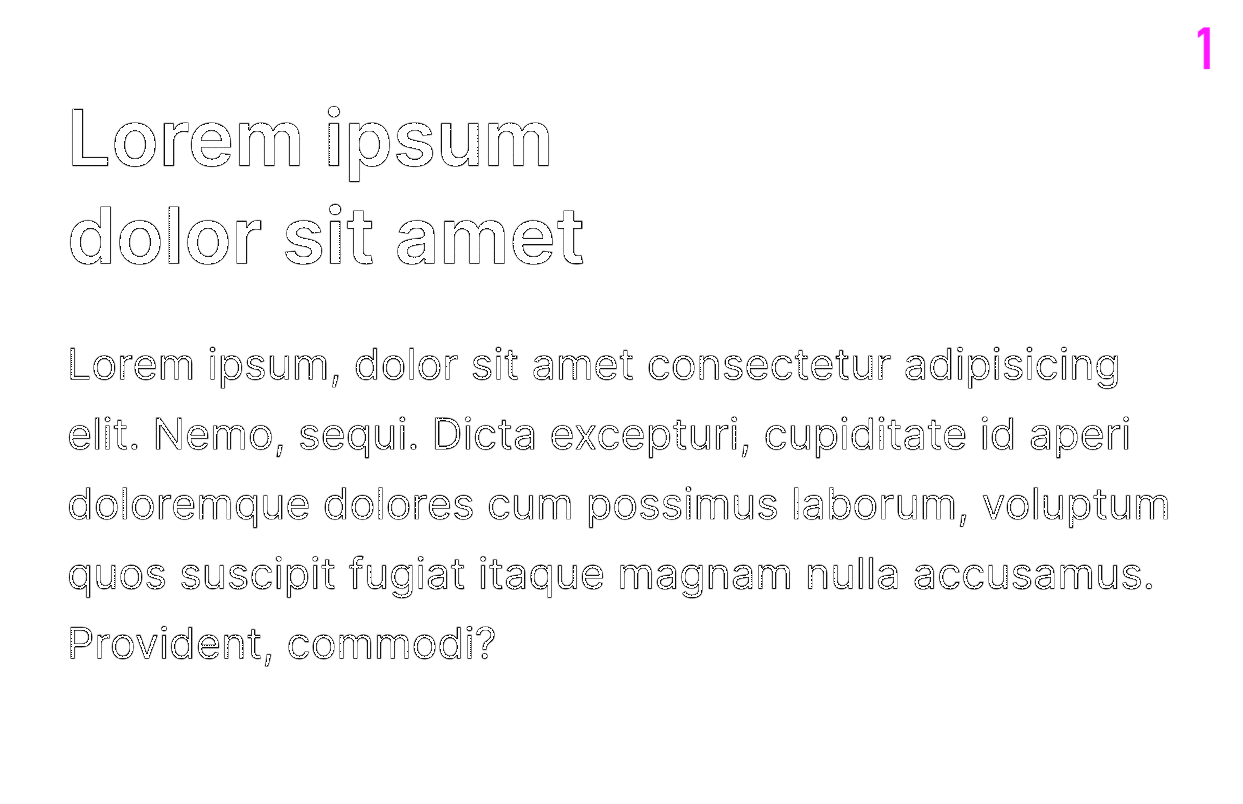 1
Lorem ipsum
dolor sit amet
Lorem ipsum, dolor sit amet consectetur adipisicing
elit. Nemo, sequi. Dicta excepturi, cupiditate id aperi
doloremque dolores cum possimus laborum, voluptum
quos suscipit fugiat itaque magnam nulla accusamus.
Provident, commodi?